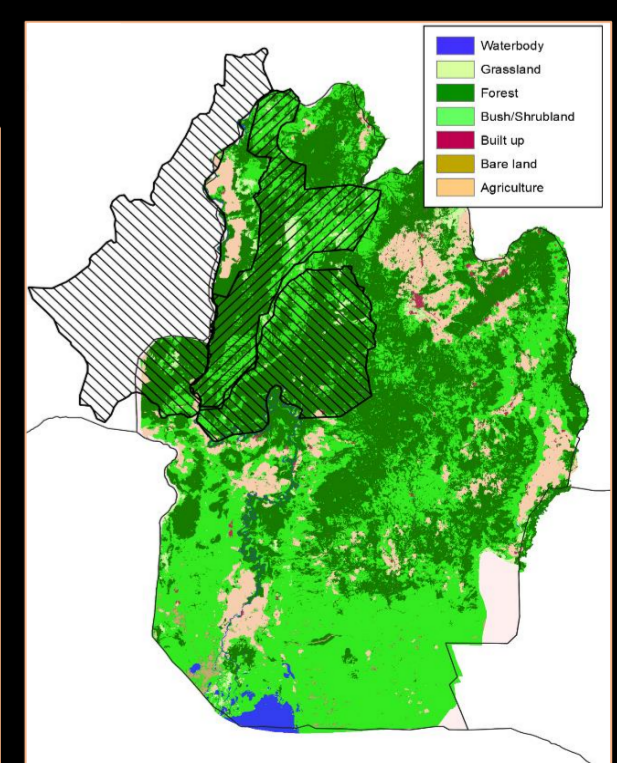 Waterbody
Grassland
Forest
Bush/Shrubland
Built up
Bare land
Agriculture